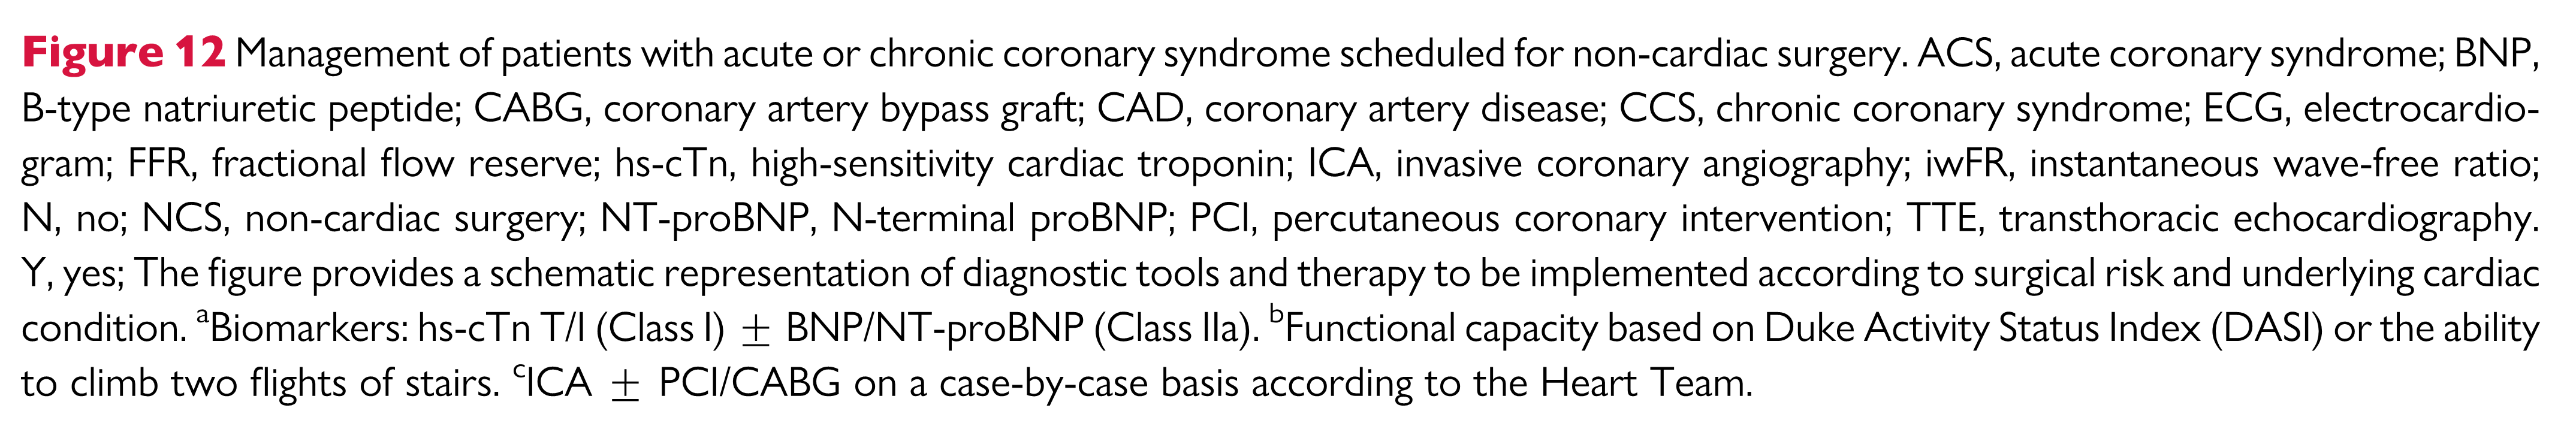 Figure 12 Management of patients with acute or chronic coronary syndrome scheduled for non-cardiac surgery. ACS, acute coronary syndrome; BNP,
B-type natriuretic peptide; CABG, coronary artery bypass graft; CAD, coronary artery disease; CCS, chronic coronary syndrome; ECG, electrocardio-
gram; FFR, fractional flow reserve; hs-cTn, high-sensitivity cardiac troponin; ICA, invasive coronary angiography; iwFR, instantaneous wave-free ratio;
N, no; NCS, non-cardiac surgery; NT-proBNP, N-terminal proBNP; PCI, percutaneous coronary intervention; TTE, transthoracic echocardiography.
Y, yes; The figure provides a schematic representation of diagnostic tools and therapy to be implemented according to surgical risk and underlying cardiac
condition. ᵃBiomarkers: hs-cTn T/I (Class I) ± BNP/NT-proBNP (Class IIa). ᵇFunctional capacity based on Duke Activity Status Index (DASI) or the ability
to climb two flights of stairs. ᶜICA ± PCI/CABG on a case-by-case basis according to the Heart Team.